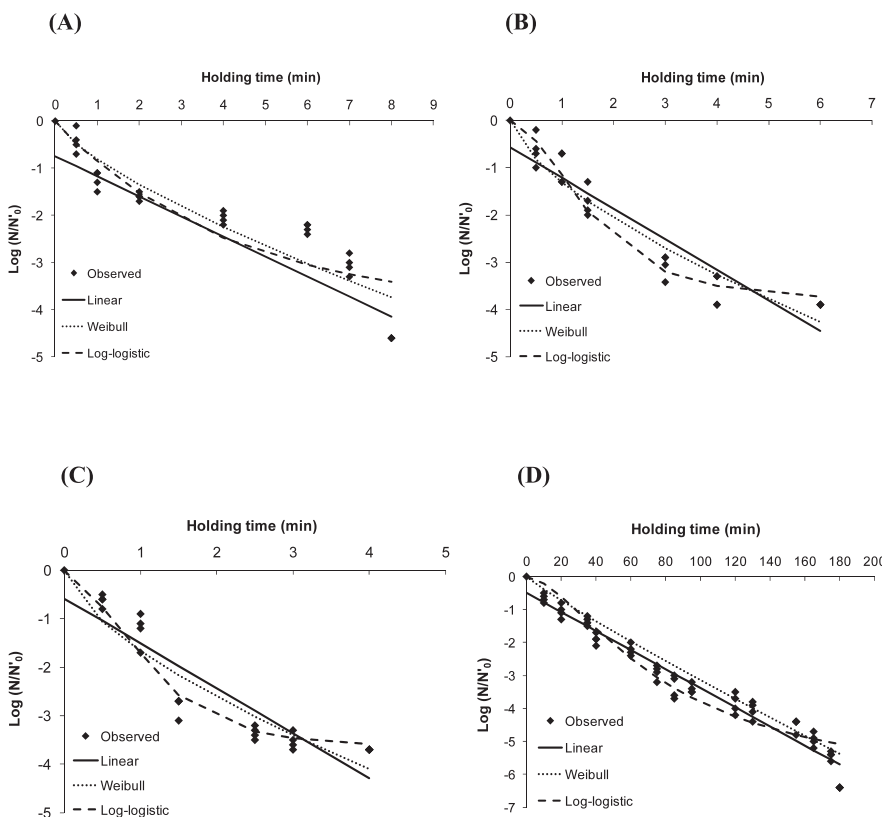 (A)
Holding time (min)
0 1 2 3 4 5 6 7 8 9
0
-1
-2
-3
-4
-5
Log (N/N'0)
Observed
Linear
Weibull
Log-logistic
(B)
Holding time (min)
0 1 2 3 4 5 6 7
0
-1
-2
-3
-4
-5
Log (N/N'0)
Observed
Linear
Weibull
Log-logistic
(C)
Holding time (min)
0 1 2 3 4 5
0
-1
-2
-3
-4
-5
Log (N/N'0)
Observed
Linear
Weibull
Log-logistic
(D)
Holding time (min)
0 20 40 60 80 100 120 140 160 180 200
0
-1
-2
-3
-4
-5
-6
-7
Log (N/N'0)
Observed
Linear
Weibull
Log-logistic